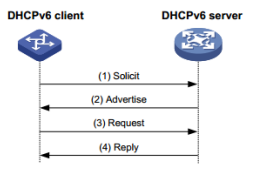 DHCPv6 client DHCPv6 server
(1) Solicit
(2) Advertise
(3) Request
(4) Reply